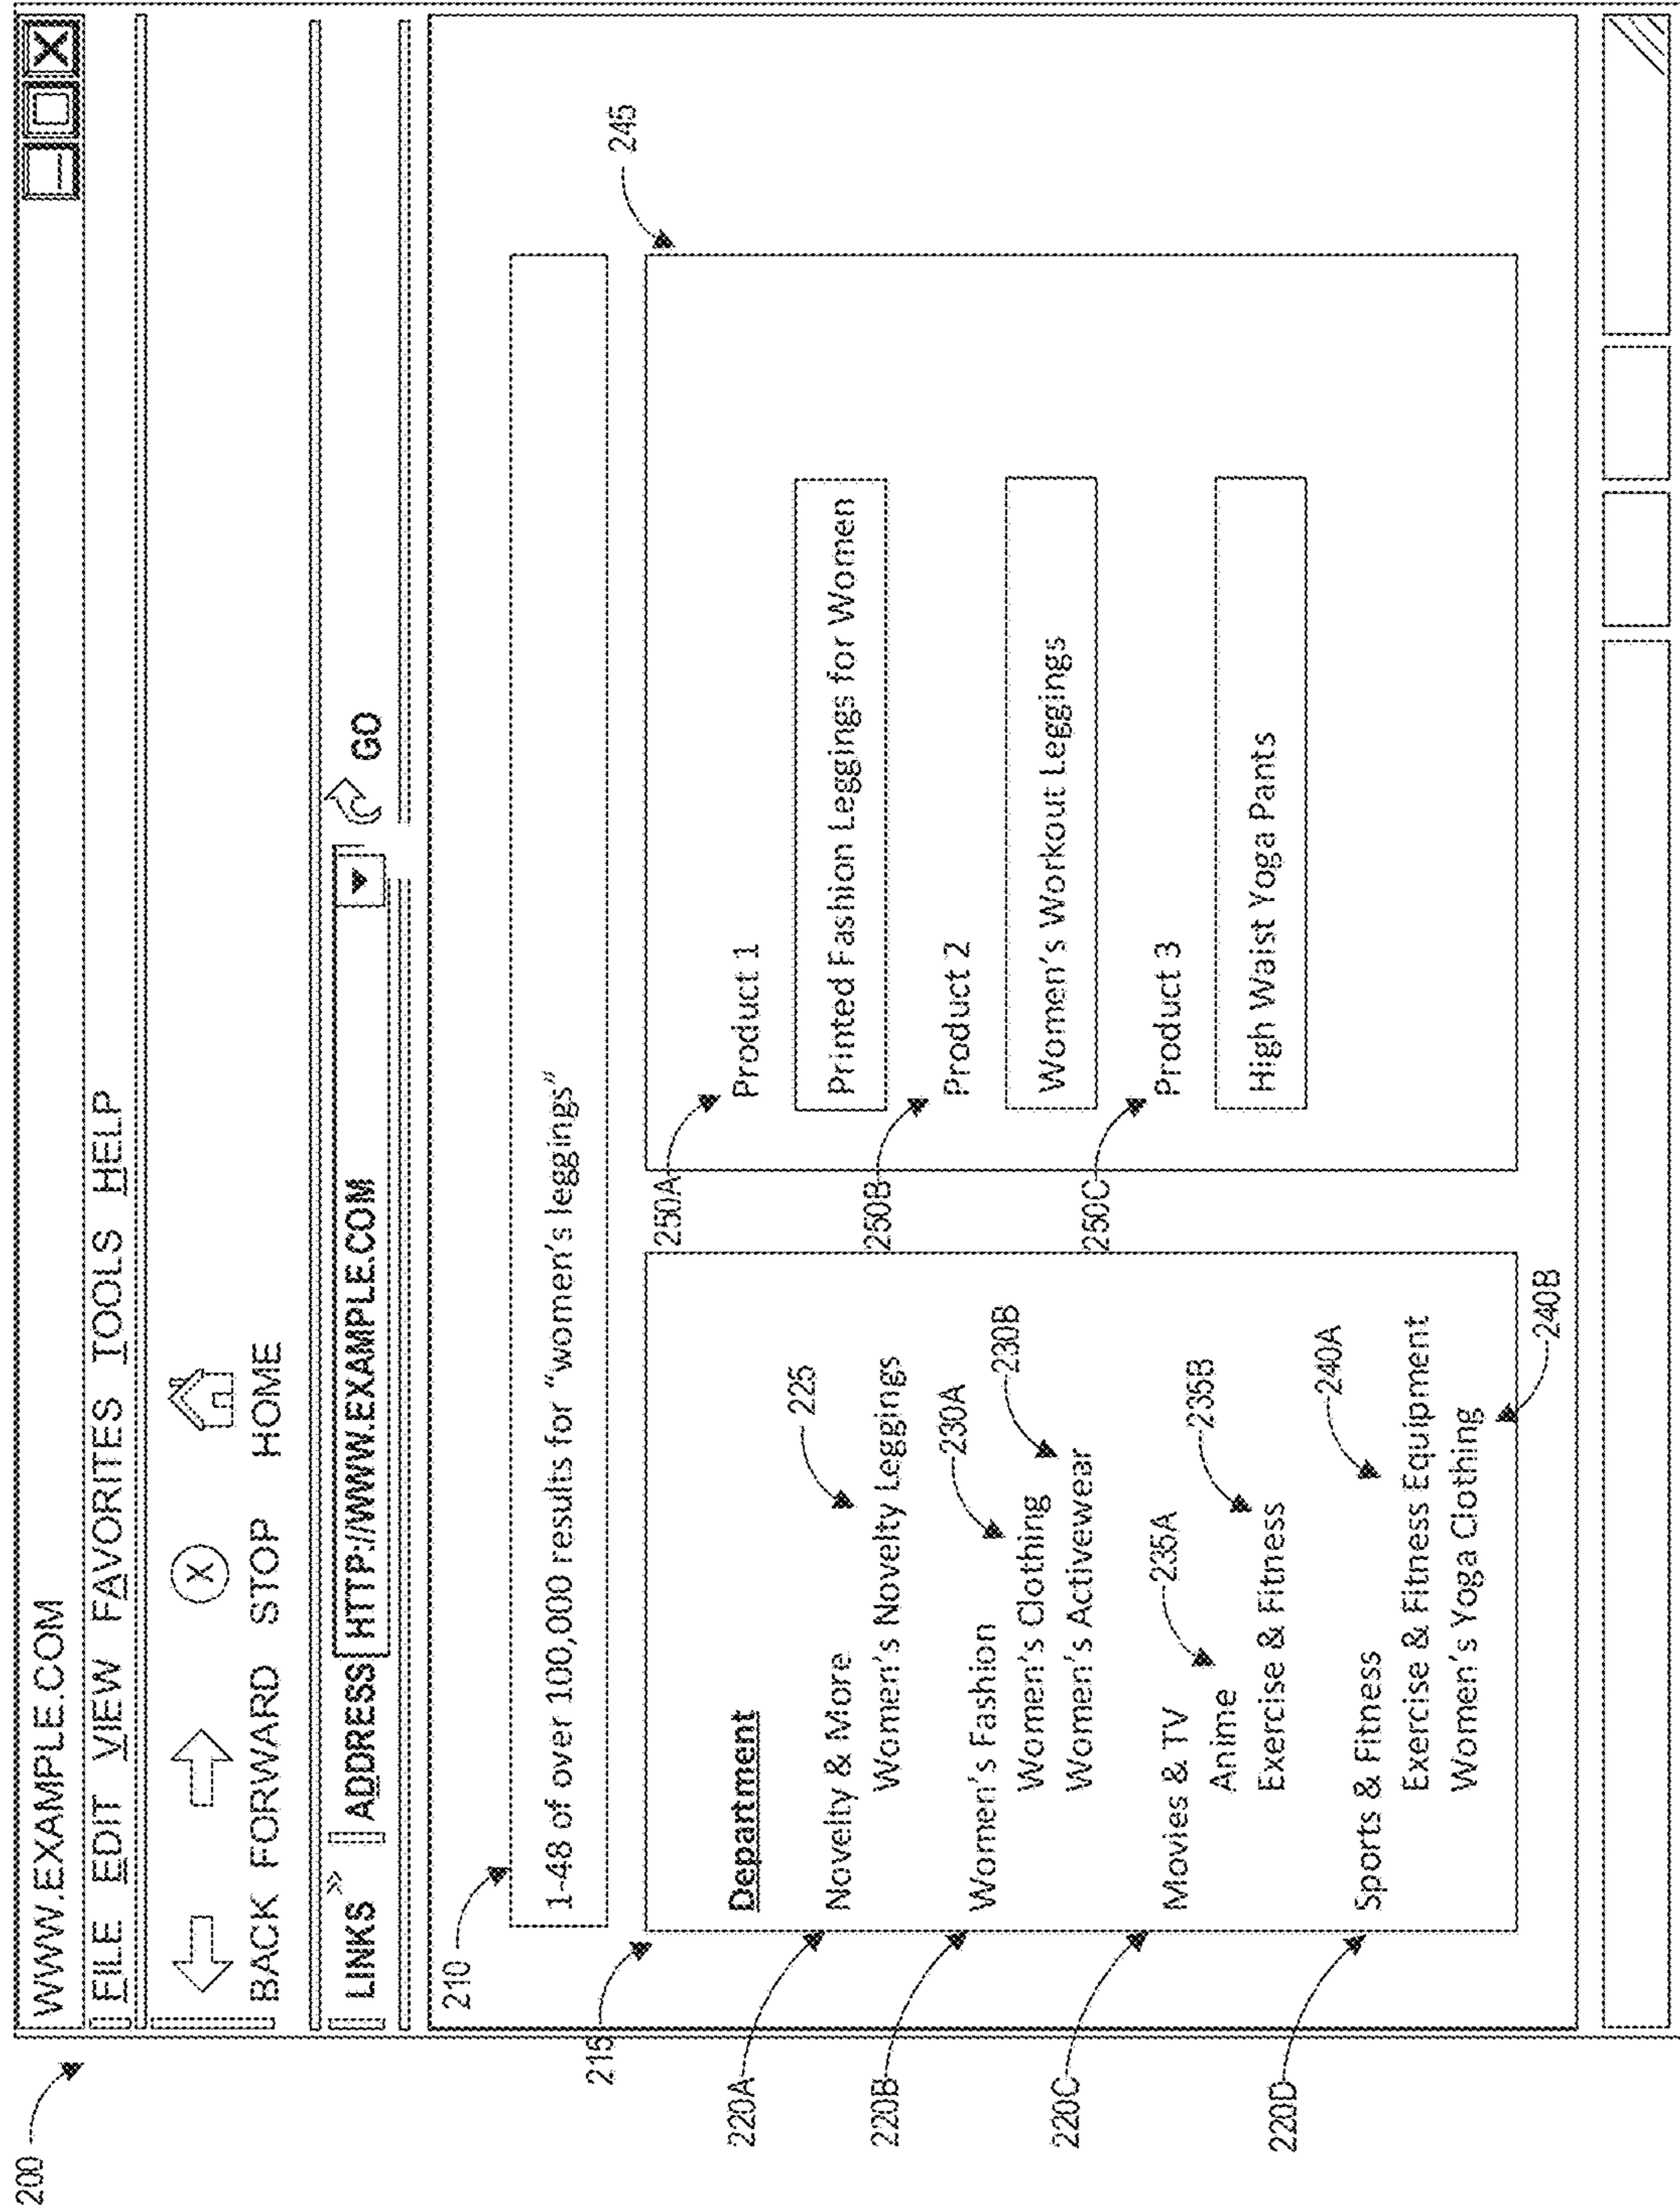 200
WWW.EXAMPLE.COM
FILE EDIT VIEW FAVORITES TOOLS HELP
BACK FORWARD STOP HOME
LINKS » ADDRESS HTTP://WWW.EXAMPLE.COM GO
210
1-48 of over 100,000 results for “women’s leggings”
215
245
Department
220A
Novelty & More
225
Women’s Novelty Leggings
220B
Women’s Fashion
230A
Women’s Clothing
230B
Women’s Activewear
220C
Movies & TV
235A
Anime
235B
Exercise & Fitness
220D
Sports & Fitness
240A
Exercise & Fitness Equipment
Women’s Yoga Clothing
240B
250A
Product 1
Printed Fashion Leggings for Women
250B
Product 2
Women’s Workout Leggings
250C
Product 3
High Waist Yoga Pants